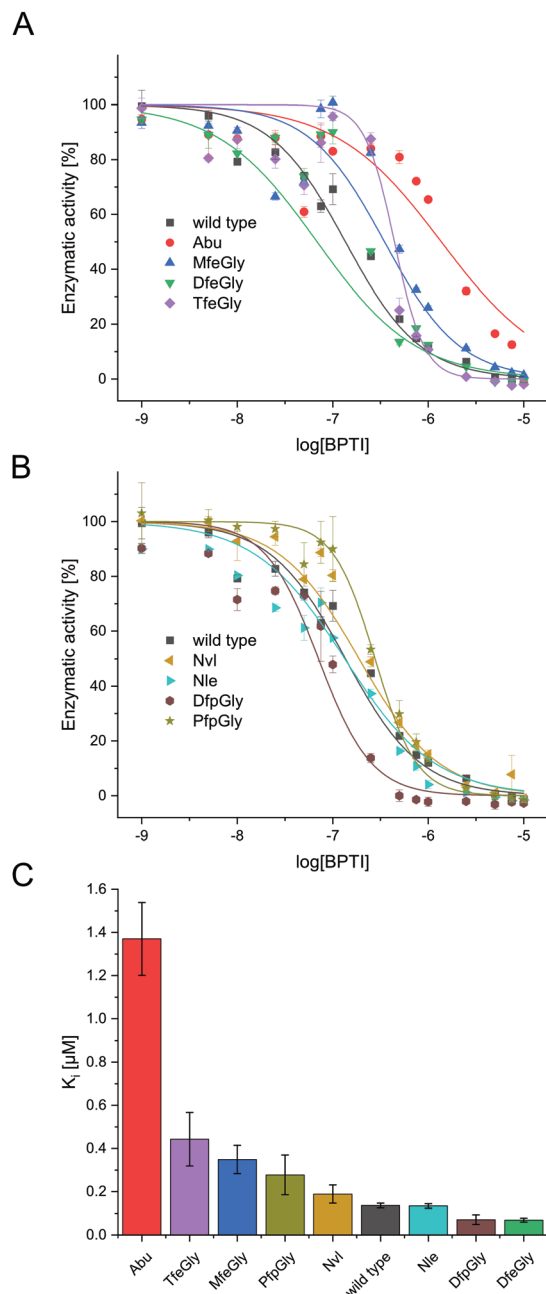 A
Enzymatic activity [%]
120
100
80
60
40
20
0
wild type
Abu
MfeGly
DfeGly
TfeGly
-9 -8 -7 -6 -5
log[BPTI]
B
Enzymatic activity [%]
120
100
80
60
40
20
0
wild type
Nvl
Nle
DfpGly
PfpGly
-9 -8 -7 -6 -5
log[BPTI]
C
Ki [µM]
1.6
1.4
1.2
1.0
0.8
0.6
0.4
0.2
0.0
Abu TfeGly MfeGly PfpGly Nvl wild type Nle DfpGly DfeGly